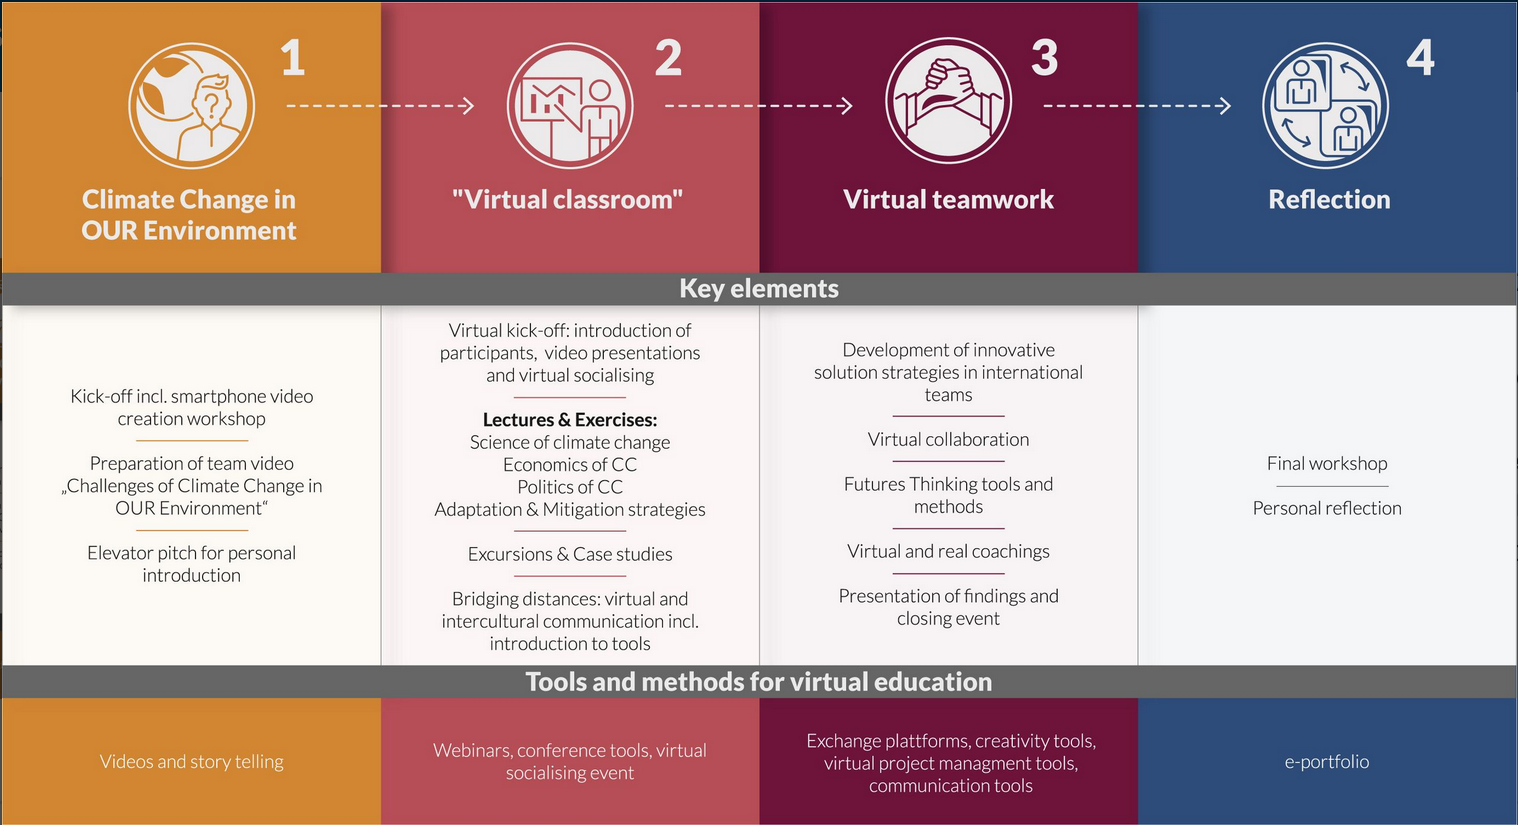 1
2
3
4
Climate Change in
OUR Environment
"Virtual classroom"
Virtual teamwork
Reflection
Key elements
Kick-off incl. smartphone video
creation workshop
Preparation of team video
„Challenges of Climate Change in
OUR Environment“
Elevator pitch for personal
introduction
Virtual kick-off: introduction of
participants, video presentations
and virtual socialising
Lectures & Exercises:
Science of climate change
Economics of CC
Politics of CC
Adaptation & Mitigation strategies
Excursions & Case studies
Bridging distances: virtual and
intercultural communication incl.
introduction to tools
Development of innovative
solution strategies in international
teams
Virtual collaboration
Futures Thinking tools and
methods
Virtual and real coachings
Presentation of findings and
closing event
Final workshop
Personal reflection
Tools and methods for virtual education
Videos and story telling
Webinars, conference tools, virtual
socialising event
Exchange plattforms, creativity tools,
virtual project managment tools,
communication tools
e-portfolio